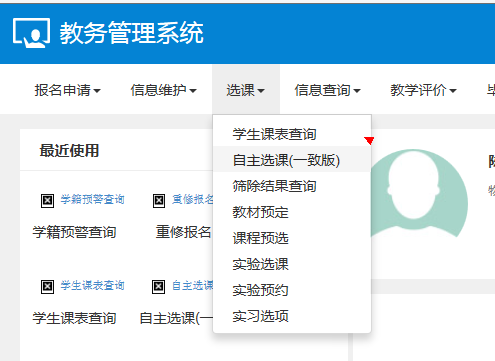 教务管理系统
报名申请 信息维护 选课 信息查询 教学评价
学生课表查询
自主选课(一致版)
筛除结果查询
教材预定
课程预选
实验选课
实验预约
实习选项
最近使用
学籍预警查询 重修报名
学籍预警查询 重修报名
学生课表查询 自主选课
学生课表查询 自主选课(一